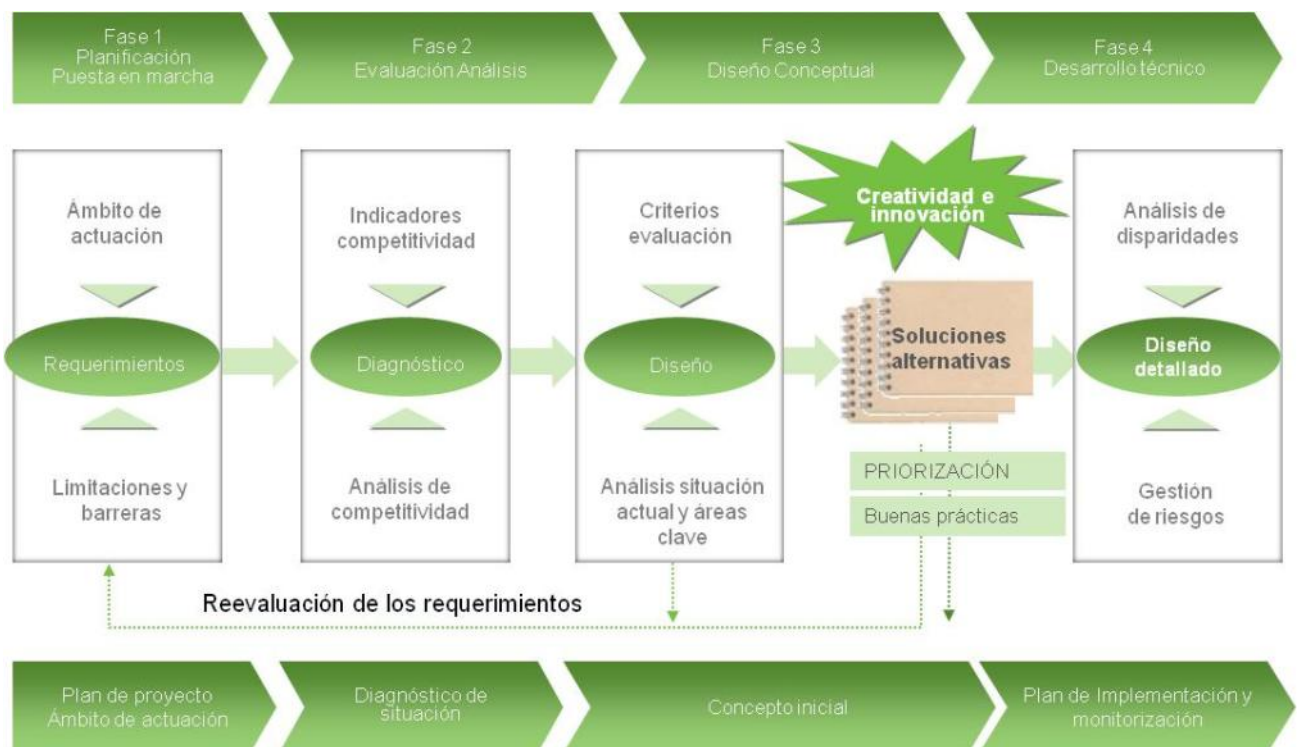 Fase 1
Planificación
Puesta en marcha
Fase 2
Evaluación Análisis
Fase 3
Diseño Conceptual
Fase 4
Desarrollo técnico
Ámbito de
actuación
Requerimientos
Limitaciones y
barreras
Indicadores
competitividad
Diagnóstico
Análisis de
competitividad
Criterios
evaluación
Diseño
Análisis situación
actual y áreas
clave
Creatividad e
innovación
Soluciones
alternativas
PRIORIZACIÓN
Buenas prácticas
Análisis de
disparidades
Diseño
detallado
Gestión
de riesgos
Reevaluación de los requerimientos
Plan de proyecto
Ámbito de actuación
Diagnóstico de
situación
Concepto inicial
Plan de Implementación y
monitorización